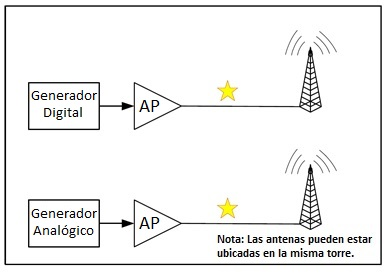 Generador
Digital
AP
Generador
Analógico
AP
Nota: Las antenas pueden estar
ubicadas en la misma torre.